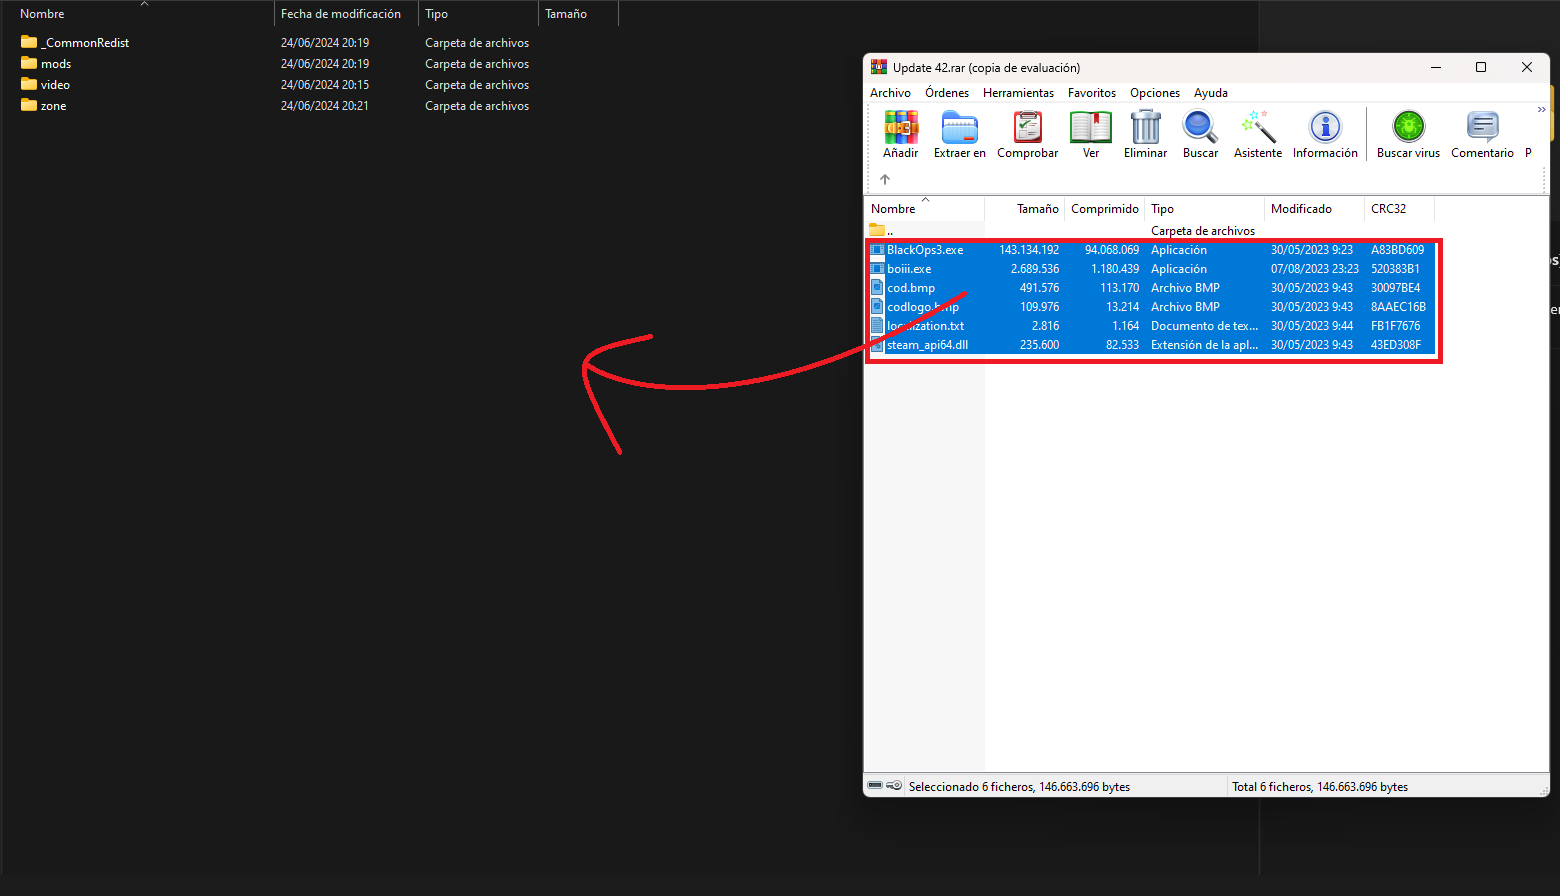 Nombre Fecha de modificación Tipo Tamaño
_CommonRedist 24/06/2024 20:19 Carpeta de archivos
mods 24/06/2024 20:19 Carpeta de archivos
video 24/06/2024 20:15 Carpeta de archivos
zone 24/06/2024 20:21 Carpeta de archivos
Update 42.rar (copia de evaluación)
Archivo Órdenes Herramientas Favoritos Opciones Ayuda
Añadir Extraer en Comprobar Ver Eliminar Buscar Asistente Información Buscar virus Comentario P
Nombre Tamaño Comprimido Tipo Modificado CRC32
.. Carpeta de archivos
BlackOps3.exe 143.134.192 94.068.069 Aplicación 30/05/2023 9:23 A83BD609
boiii.exe 2.689.536 1.180.439 Aplicación 07/08/2023 23:23 520383B1
cod.bmp 491.576 113.170 Archivo BMP 30/05/2023 9:43 30097BE4
codlogo.bmp 109.976 13.214 Archivo BMP 30/05/2023 9:43 8AAEC16B
localization.txt 2.816 1.164 Documento de tex... 30/05/2023 9:44 FB1F7676
steam_api64.dll 235.600 82.533 Extensión de la apl... 30/05/2023 9:43 43ED308F
Seleccionado 6 ficheros, 146.663.696 bytes Total 6 ficheros, 146.663.696 bytes